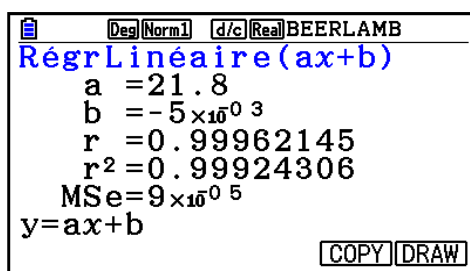 Deg Norm1 d/c Real BEERLAMB
RégrLinéaire(ax+b)
a =21.8
b =-5×10⁻⁰³
r =0.99962145
r²=0.99924306
MSe=9×10⁻⁰⁵
y=ax+b
COPY DRAW